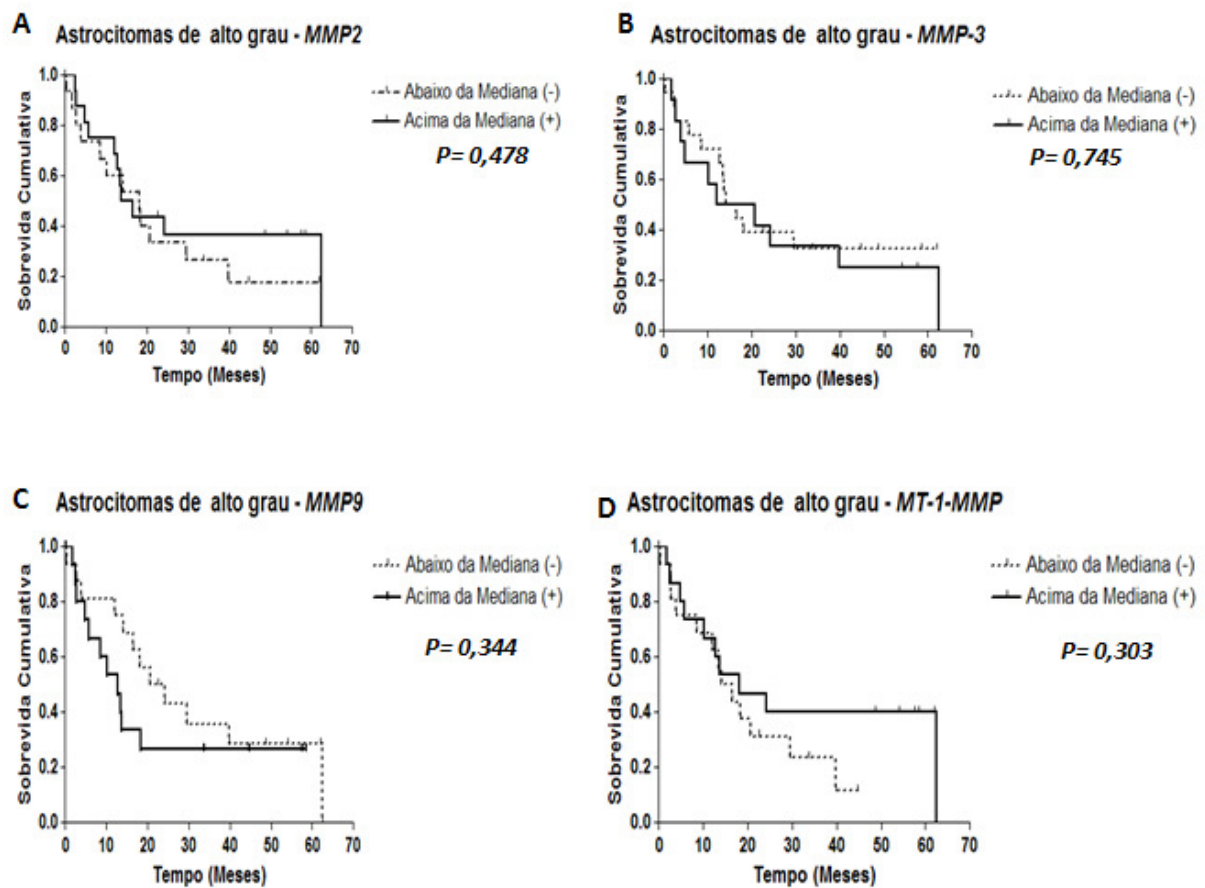 A
Astrocitomas de alto grau - MMP2
Sobrevida Cumulativa
1.0
0.8
0.6
0.4
0.2
0.0
0 10 20 30 40 50 60 70
Tempo (Meses)
Abaixo da Mediana (-)
Acima da Mediana (+)
P= 0,478
B
Astrocitomas de alto grau - MMP-3
Sobrevida Cumulativa
1.0
0.8
0.6
0.4
0.2
0.0
0 10 20 30 40 50 60 70
Tempo (Meses)
Abaixo da Mediana (-)
Acima da Mediana (+)
P= 0,745
C
Astrocitomas de alto grau - MMP9
Sobrevida Cumulativa
1.0
0.8
0.6
0.4
0.2
0.0
0 10 20 30 40 50 60 70
Tempo (Meses)
Abaixo da Mediana (-)
Acima da Mediana (+)
P= 0,344
D
Astrocitomas de alto grau - MT-1-MMP
Sobrevida Cumulativa
1.0
0.8
0.6
0.4
0.2
0.0
0 10 20 30 40 50 60 70
Tempo (Meses)
Abaixo da Mediana (-)
Acima da Mediana (+)
P= 0,303